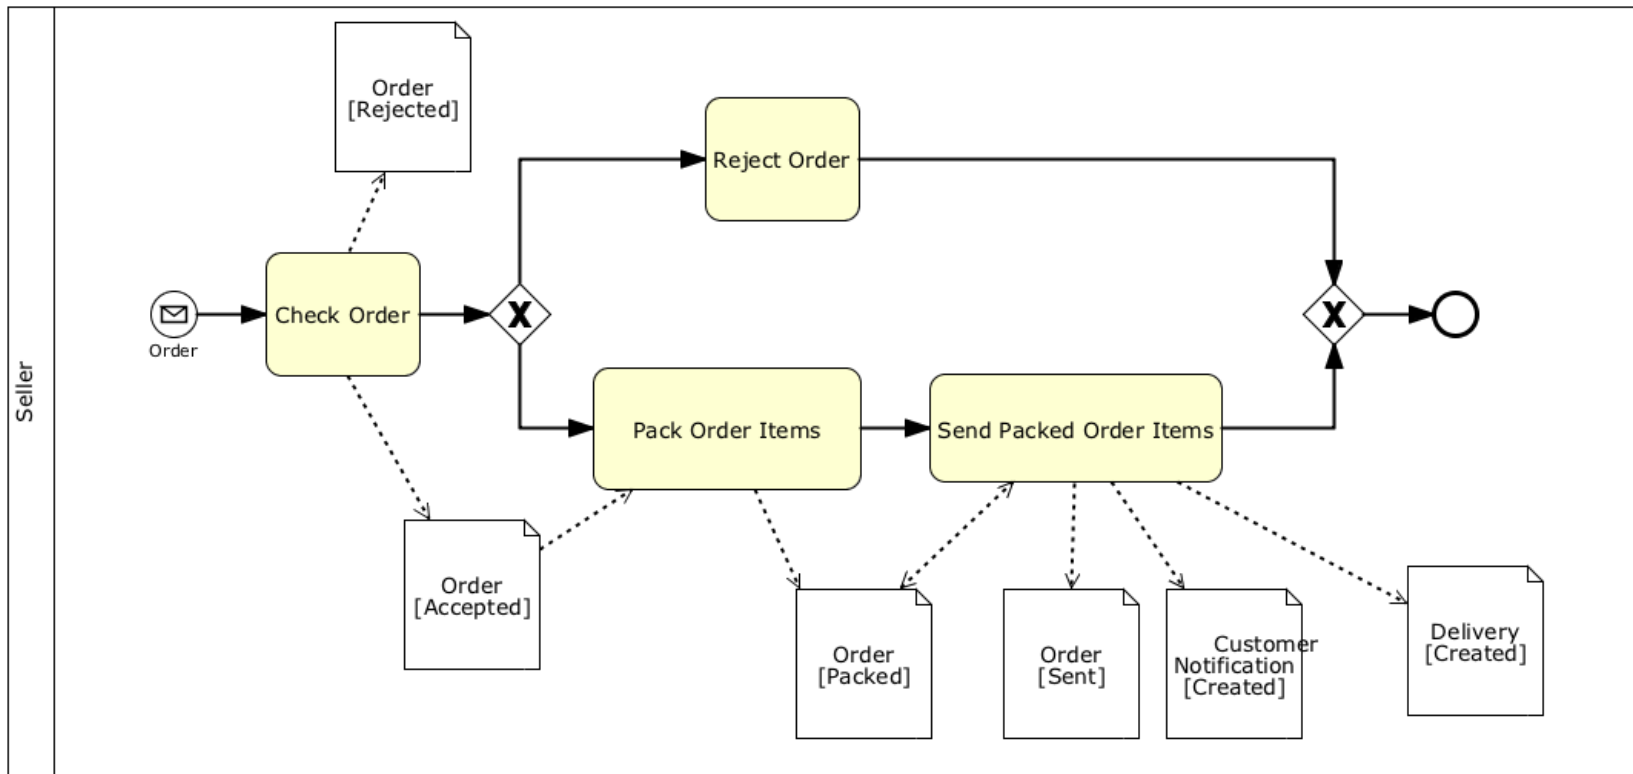 Order
[Rejected]
Reject Order
Check Order
Order
Seller
Pack Order Items
Send Packed Order Items
Order
[Accepted]
Order
[Packed]
Order
[Sent]
Customer
Notification
[Created]
Delivery
[Created]